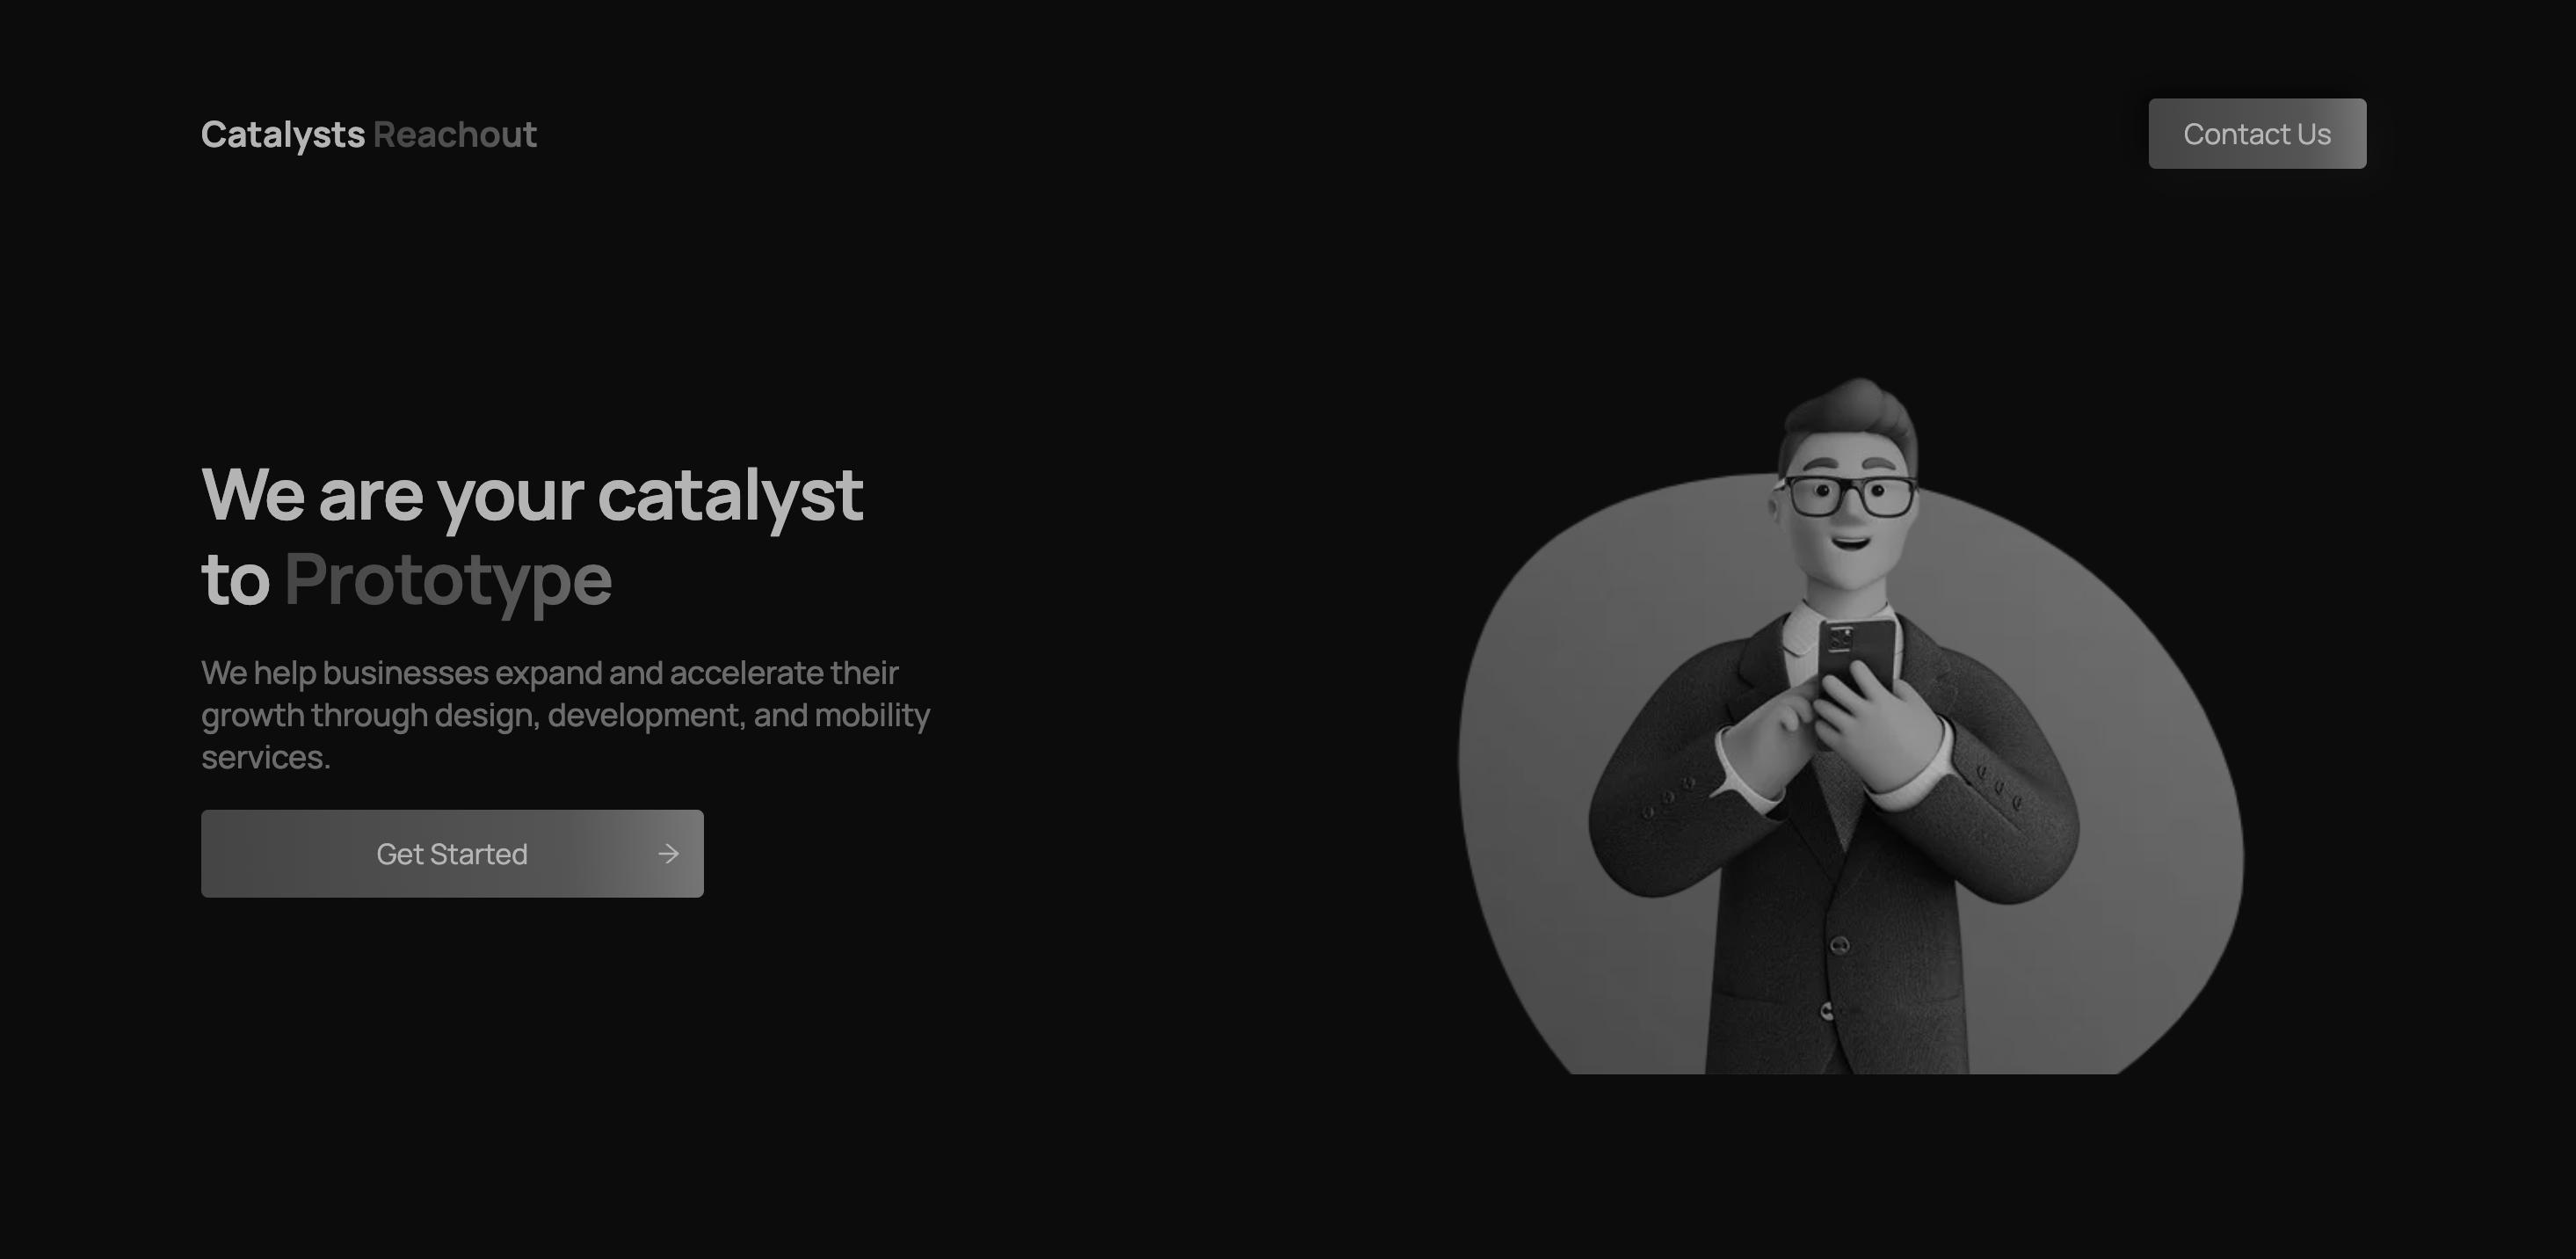 Catalysts Reachout
Contact Us
We are your catalyst
to Prototype
We help businesses expand and accelerate their
growth through design, development, and mobility
services.
Get Started